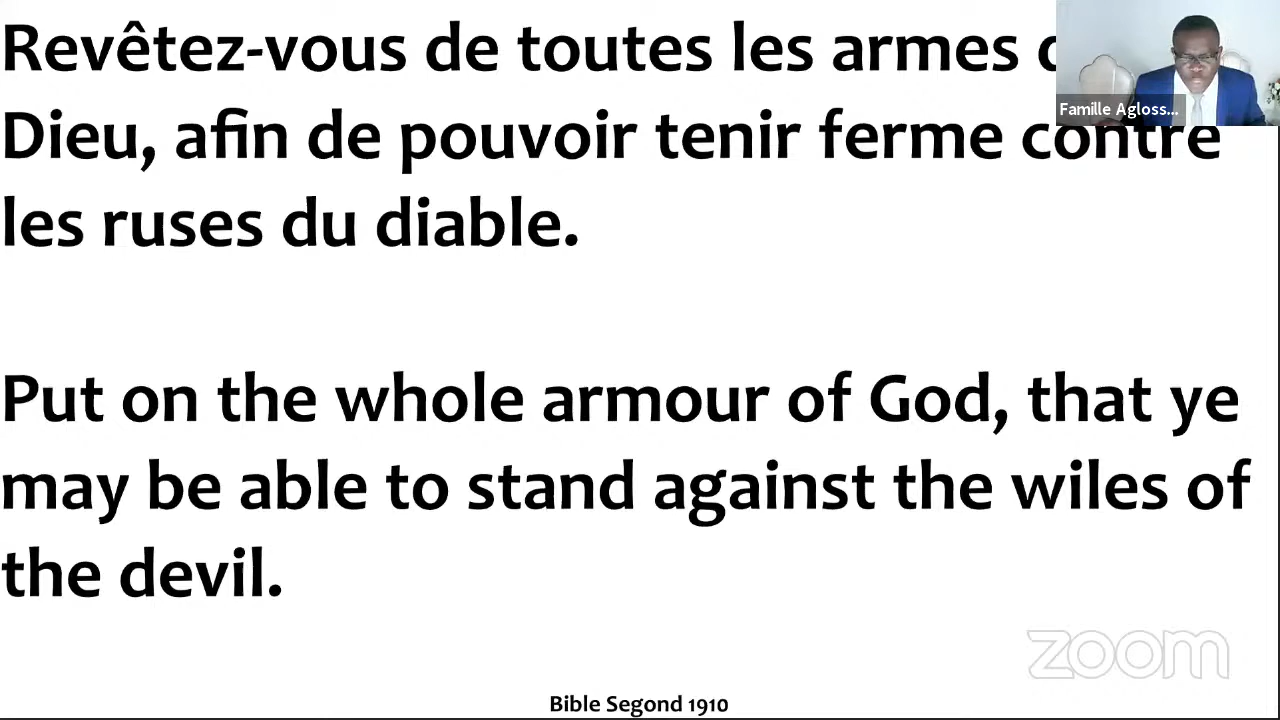 Revêtez-vous de toutes les armes
Dieu, afin de pouvoir tenir ferme contre
les ruses du diable.
Put on the whole armour of God, that ye
may be able to stand against the wiles of
the devil.
Famille Agloss...
zoom
Bible Segond 1910